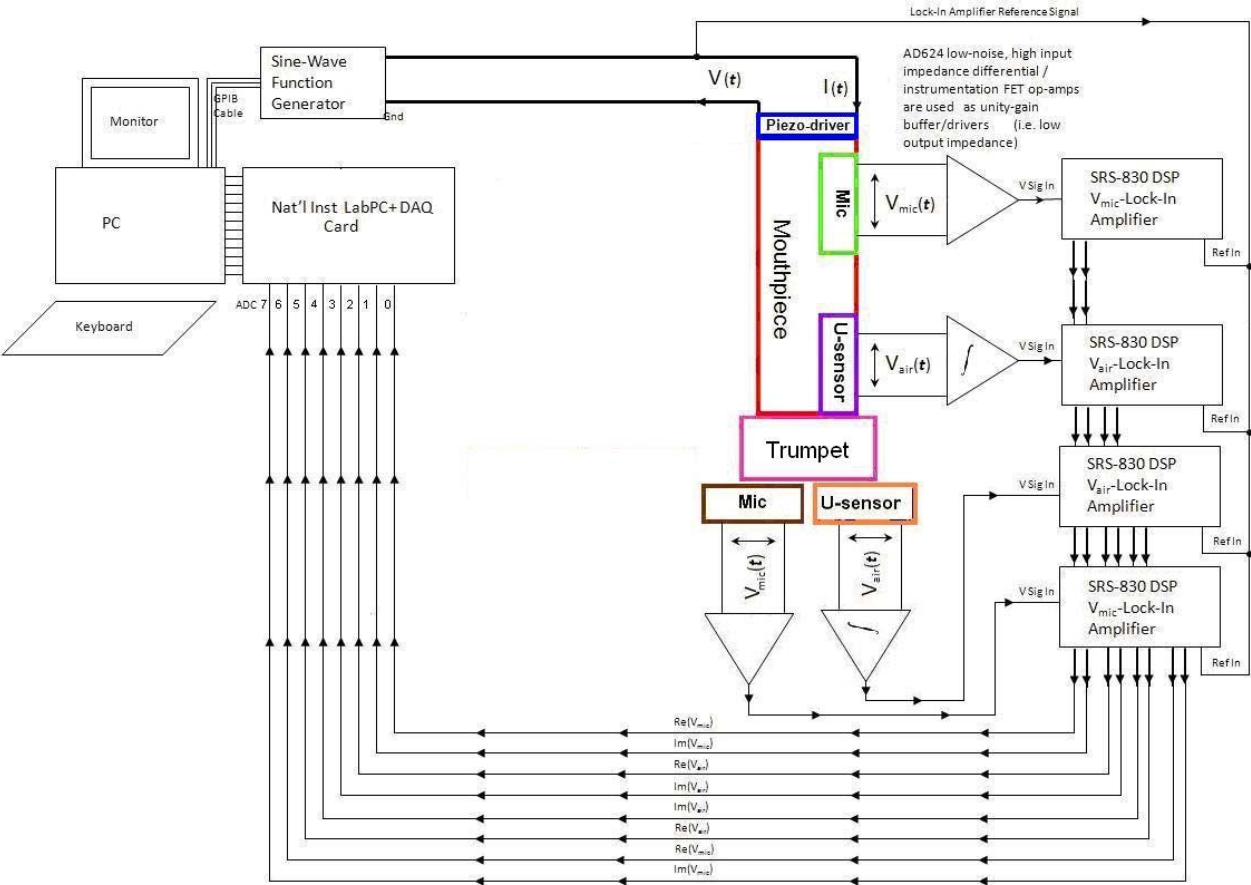 Lock-In Amplifier Reference Signal
Sine-Wave
Function
Generator
V(t)
I(t)
AD624 low-noise, high input
impedance differential /
instrumentation FET op-amps
are used as unity-gain
buffer/drivers (i.e. low
output impedance)
Monitor
GPIB
Cable
Gnd
Piezo-driver
PC
Nat'l Inst LabPC+ DAQ
Card
Mic
Vmic(t)
V Sig In
SRS-830 DSP
Vmic-Lock-In
Amplifier
Ref In
Mouthpiece
ADC 7 6 5 4 3 2 1 0
Keyboard
U-sensor
Vair(t)
∫
V Sig In
SRS-830 DSP
Vair-Lock-In
Amplifier
Ref In
Trumpet
Mic
U-sensor
V Sig In
SRS-830 DSP
Vair-Lock-In
Amplifier
Ref In
Vmic(t)
Vair(t)
∫
V Sig In
SRS-830 DSP
Vmic-Lock-In
Amplifier
Ref In
Re(Vmic)
Im(Vmic)
Re(Vair)
Im(Vair)
Im(Vair)
Re(Vair)
Re(Vmic)
Im(Vmic)